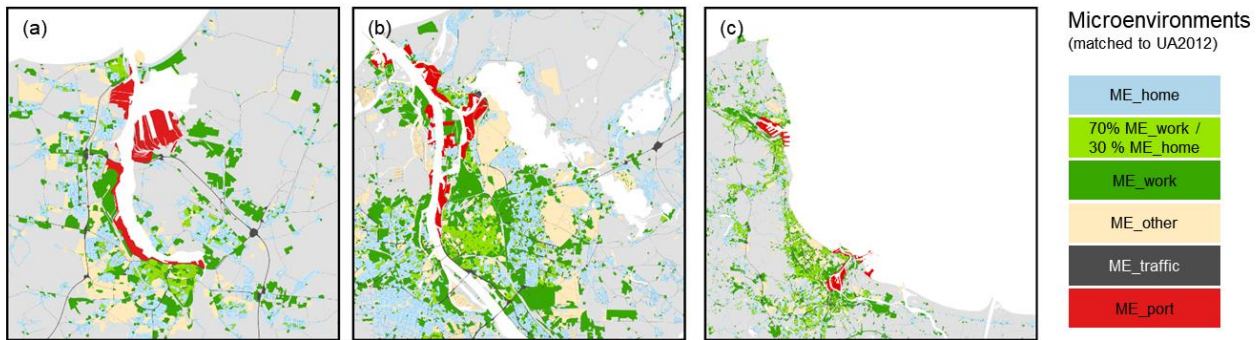 (a)
(b)
(c)
Microenvironments
(matched to UA2012)
ME_home
70% ME_work /
30 % ME_home
ME_work
ME_other
ME_traffic
ME_port